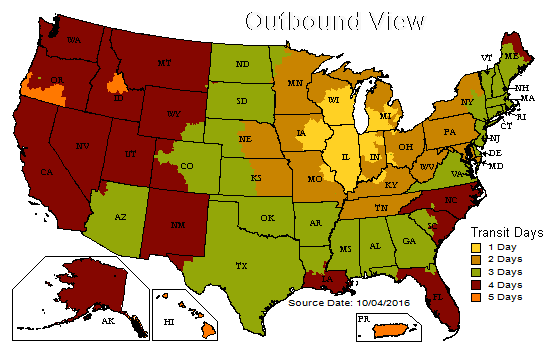 Outbound View
WA
OR
ID
MT
WY
NV
CA
UT
CO
AZ
NM
ND
SD
NE
KS
OK
TX
MN
IA
MO
AR
LA
WI
IL
MI
IN
OH
KY
TN
MS
AL
GA
FL
SC
NC
VA
WV
PA
NY
VT
ME
NH
MA
RI
CT
NJ
DE
MD
AK
HI
PR
Transit Days
1 Day
2 Days
3 Days
4 Days
5 Days
Source Date: 10/04/2016